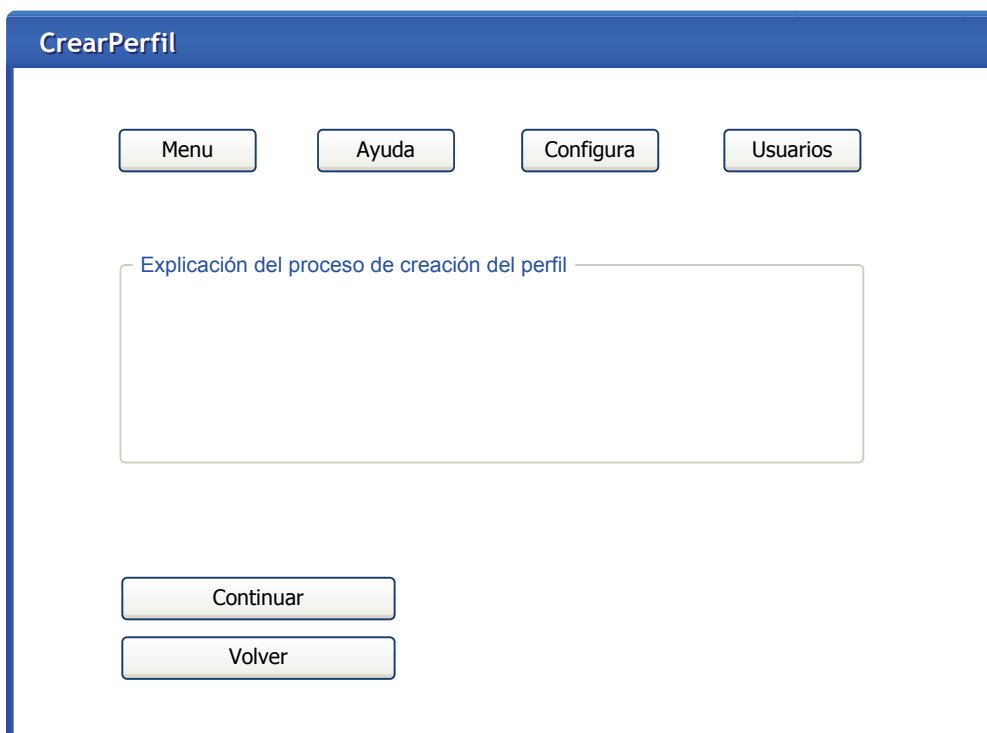 CrearPerfil
Menu Ayuda Configura Usuarios
Explicación del proceso de creación del perfil
Continuar
Volver